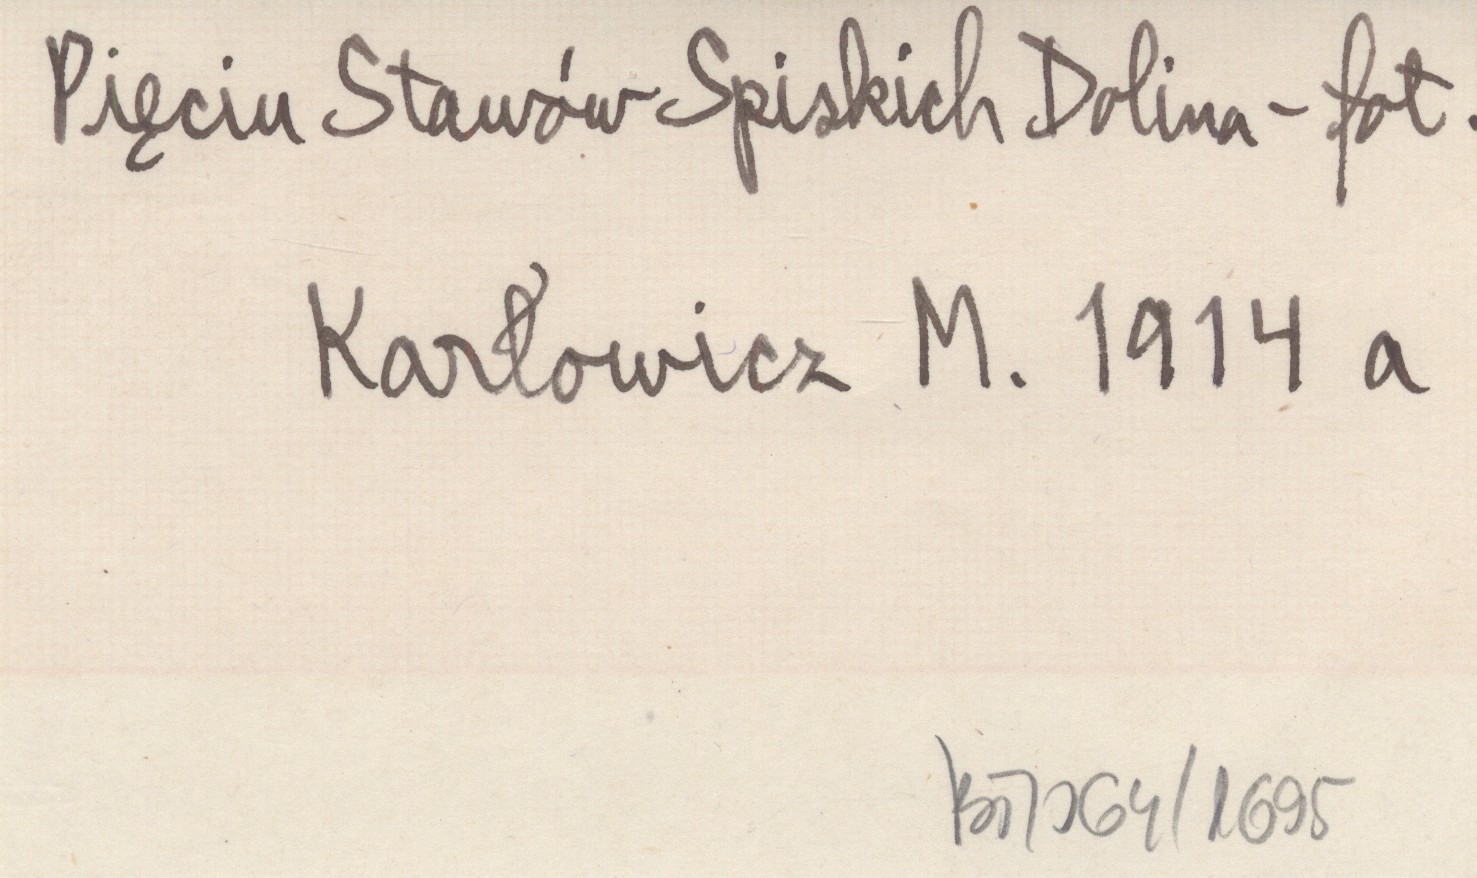 Pięciu Stawów Spiskich Dolina - fot.
Karłowicz M. 1914 a